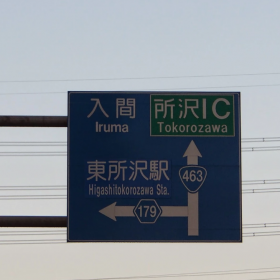 入間
Iruma
所沢IC
Tokorozawa
東所沢駅
Higashitokorozawa Sta.
463
179